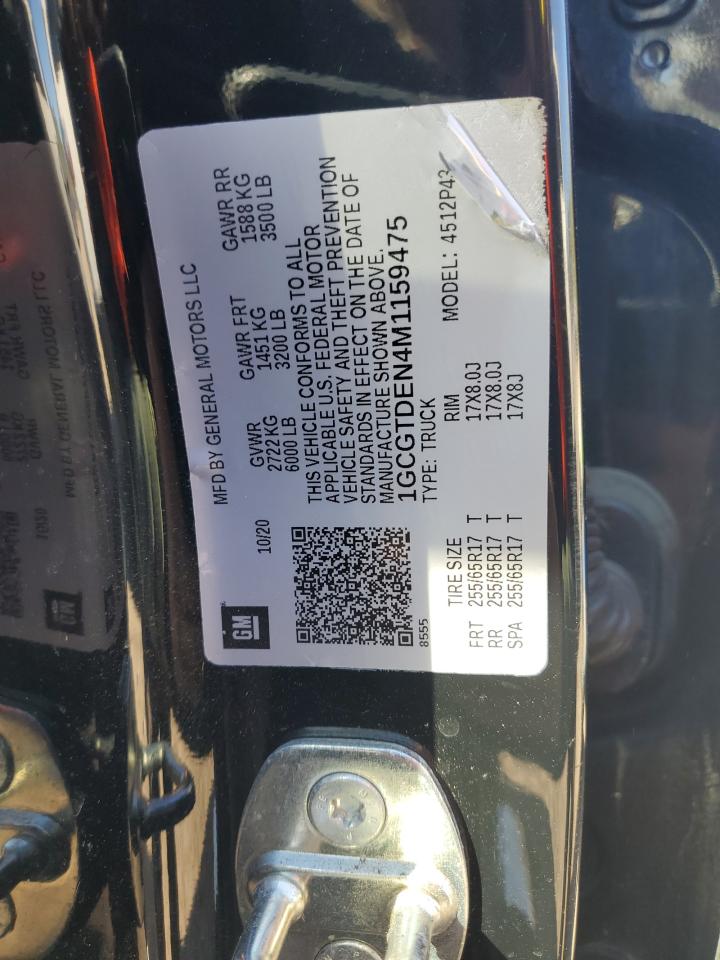 GM
MFD BY GENERAL MOTORS LLC
10/20
GVWR GAWR FRT GAWR RR
2722 KG 1451 KG 1588 KG
6000 LB 3200 LB 3500 LB
THIS VEHICLE CONFORMS TO ALL
APPLICABLE U.S. FEDERAL MOTOR
VEHICLE SAFETY AND THEFT PREVENTION
STANDARDS IN EFFECT ON THE DATE OF
MANUFACTURE SHOWN ABOVE.
1GCGTDEN4M1159475
8555 TYPE: TRUCK MODEL: 4512P43
TIRE SIZE RIM
FRT 255/65R17 T 17X8.0J
RR 255/65R17 T 17X8.0J
SPA 255/65R17 T 17X8J